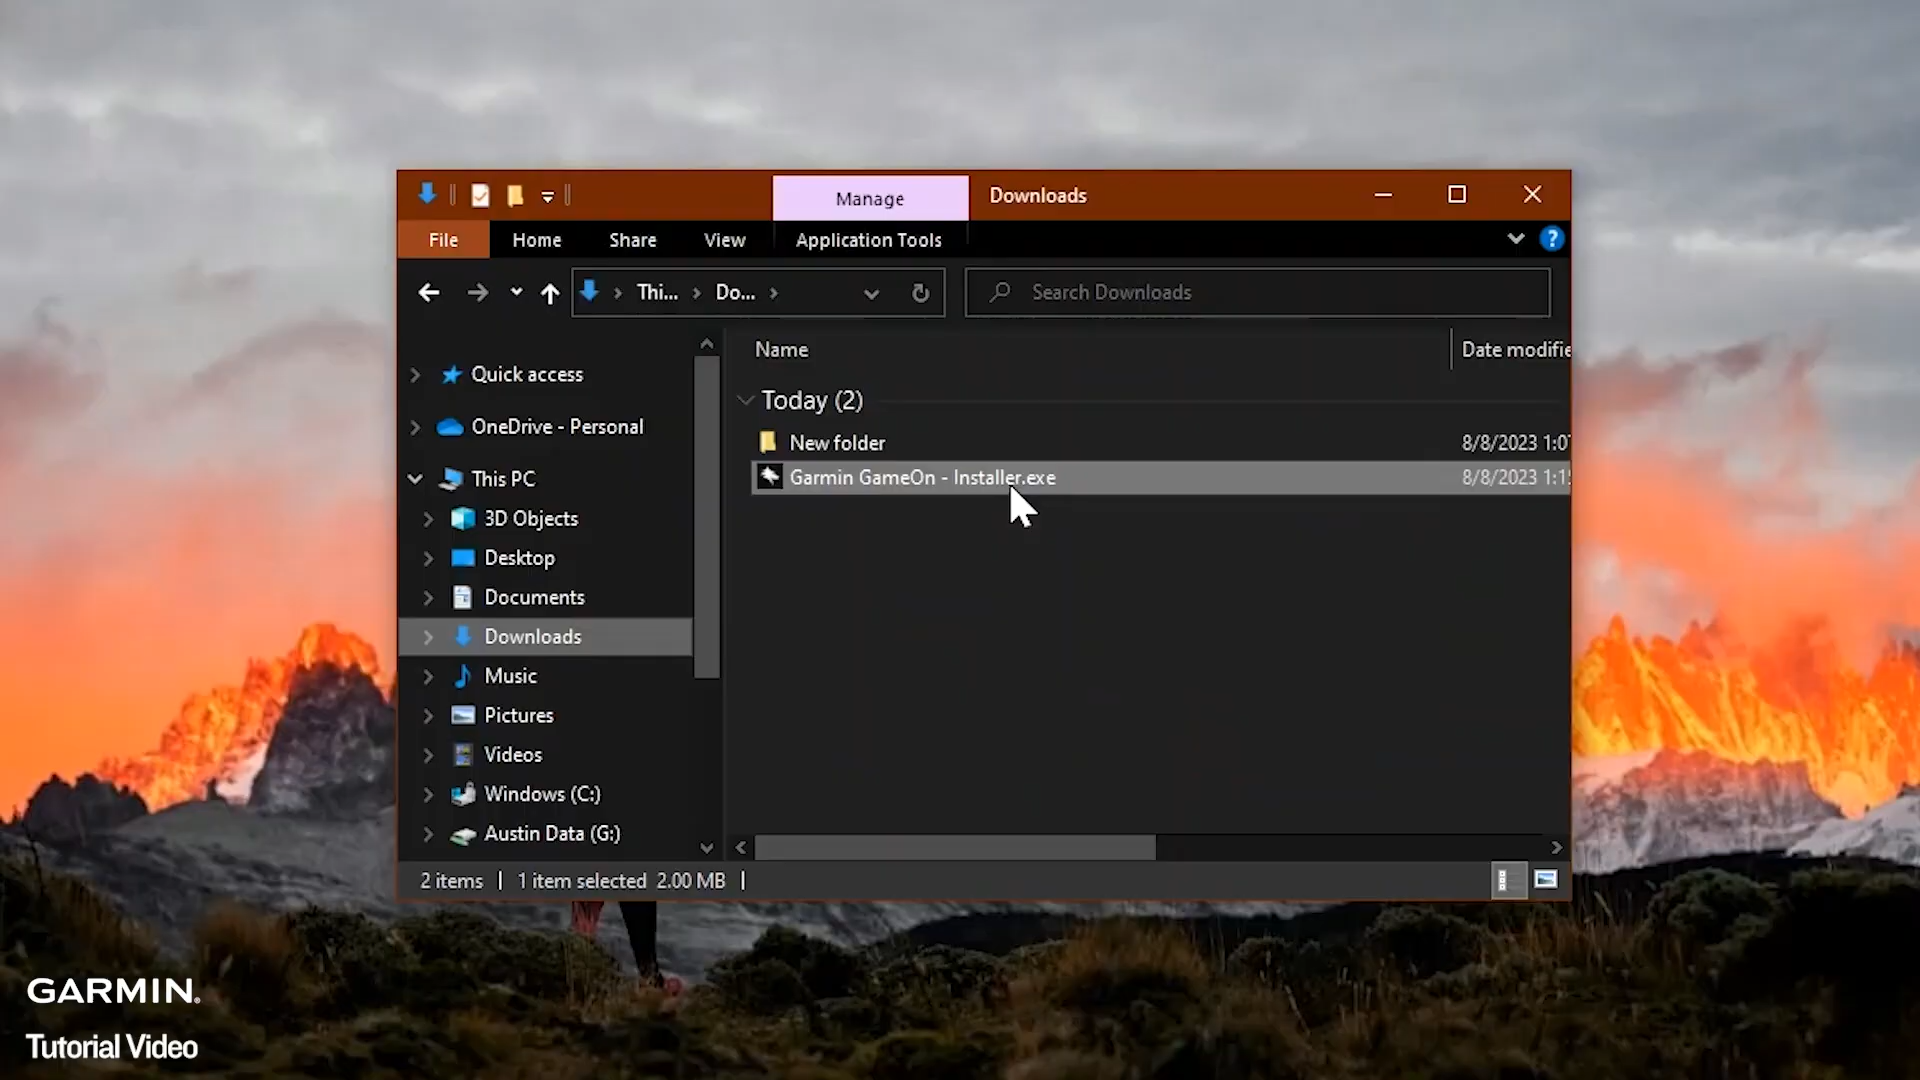 Manage
Downloads
File
Home
Share
View
Application Tools
?
Thi...
Do...
Search Downloads
Name
Date modifie
Quick access
OneDrive - Personal
This PC
3D Objects
Desktop
Documents
Downloads
Music
Pictures
Videos
Windows (C:)
Austin Data (G:)
Today (2)
New folder
8/8/2023 1:0
Garmin GameOn - Installer.exe
8/8/2023 1:1
2 items
1 item selected 2.00 MB
GARMIN.
Tutorial Video